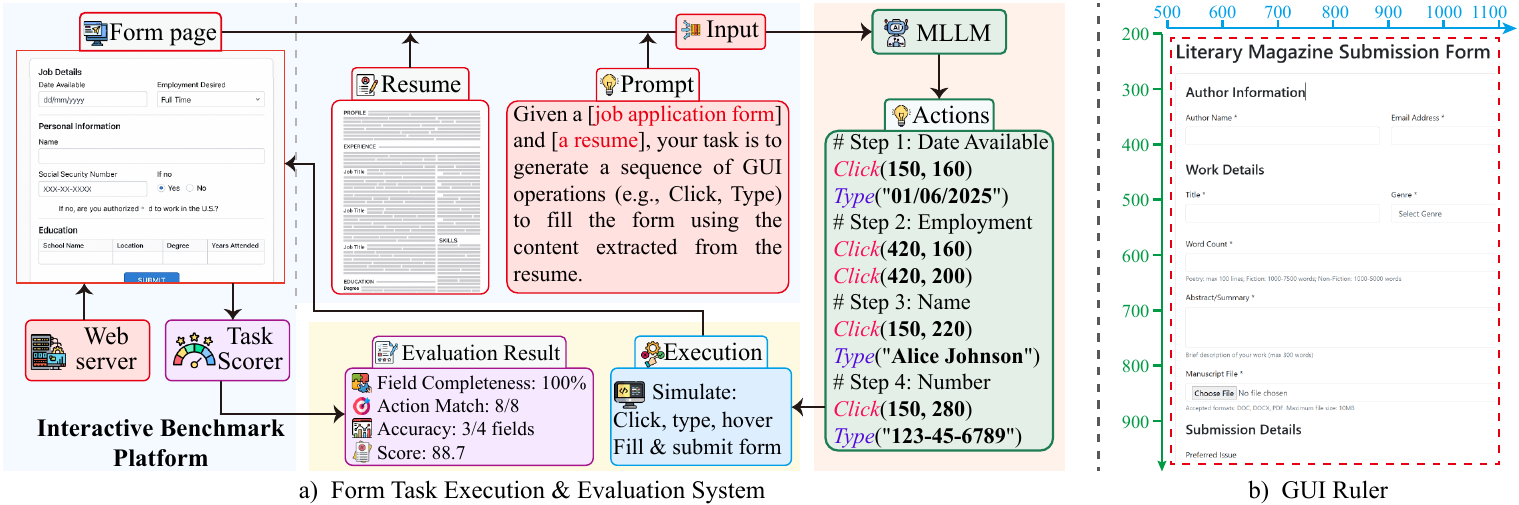 Form page
Job Details
Date Available
Employment Desired
dd/mm/yyyy
Full Time
Personal Information
Name
Social Security Number
If no
XXX-XX-XXXX
Yes
No
If no, are you authorized
d to work in the U.S.?
Education
School Name
Location
Degree
Years Attended
SUBMIT
Web
server
Task
Scorer
Interactive Benchmark
Platform
Resume
PROFILE
EXPERIENCE
Job Title
Job Title
Job Title
SKILLS
EDUCATION
Degree
Prompt
Given a [job application form]
and [a resume], your task is to
generate a sequence of GUI
operations (e.g., Click, Type)
to fill the form using the
content extracted from the
resume.
Input
MLLM
Actions
# Step 1: Date Available
Click(150, 160)
Type("01/06/2025")
# Step 2: Employment
Click(420, 160)
Click(420, 200)
# Step 3: Name
Click(150, 220)
Type("Alice Johnson")
# Step 4: Number
Click(150, 280)
Type("123-45-6789")
Execution
Simulate:
Click, type, hover
Fill & submit form
Evaluation Result
Field Completeness: 100%
Action Match: 8/8
Accuracy: 3/4 fields
Score: 88.7
a) Form Task Execution & Evaluation System
500 600 700 800 900 1000 1100
200
300
400
500
600
700
800
900
Literary Magazine Submission Form
Author Information
Author Name *
Email Address *
Work Details
Title *
Genre *
Select Genre
Word Count *
Poetry: max 100 lines; Fiction: 1000-7500 words; Non-Fiction: 1000-5000 words
Abstract/Summary *
Brief description of your work (max 300 words)
Manuscript File *
Choose File No file chosen
Accepted formats: DOC, DOCX, PDF. Maximum file size: 10MB
Submission Details
Preferred Issue
b) GUI Ruler